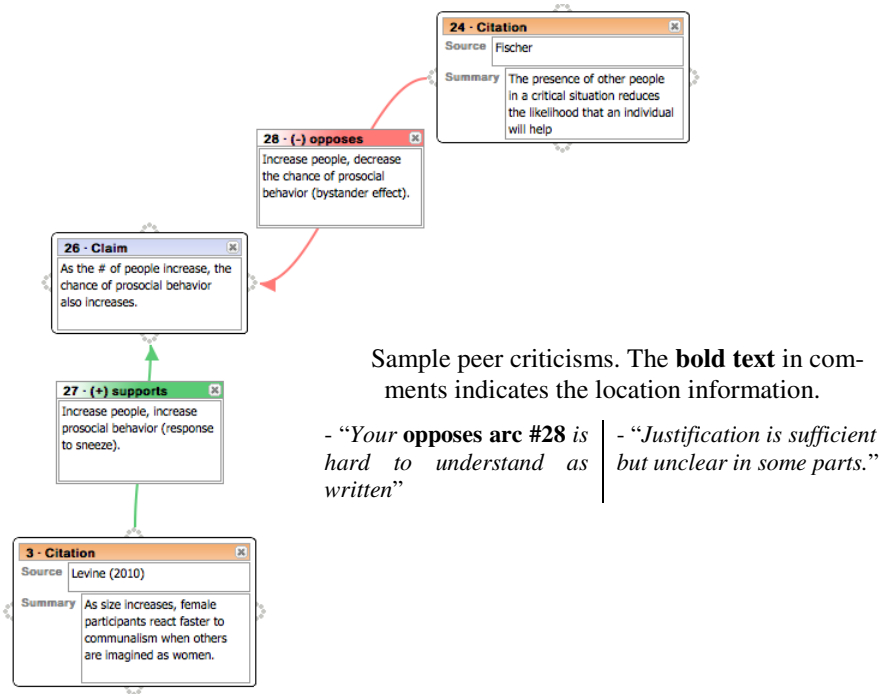 24 · Citation
Source Fischer
Summary The presence of other people
in a critical situation reduces
the likelihood that an individual
will help
28 · (-) opposes
Increase people, decrease
the chance of prosocial
behavior (bystander effect).
26 · Claim
As the # of people increase, the
chance of prosocial behavior
also increases.
27 · (+) supports
Increase people, increase
prosocial behavior (response
to sneeze).
3 · Citation
Source Levine (2010)
Summary As size increases, female
participants react faster to
communalism when others
are imagined as women.
Sample peer criticisms. The bold text in com-
ments indicates the location information.
- “Your opposes arc #28 is
hard to understand as
written”
- “Justification is sufficient
but unclear in some parts.”